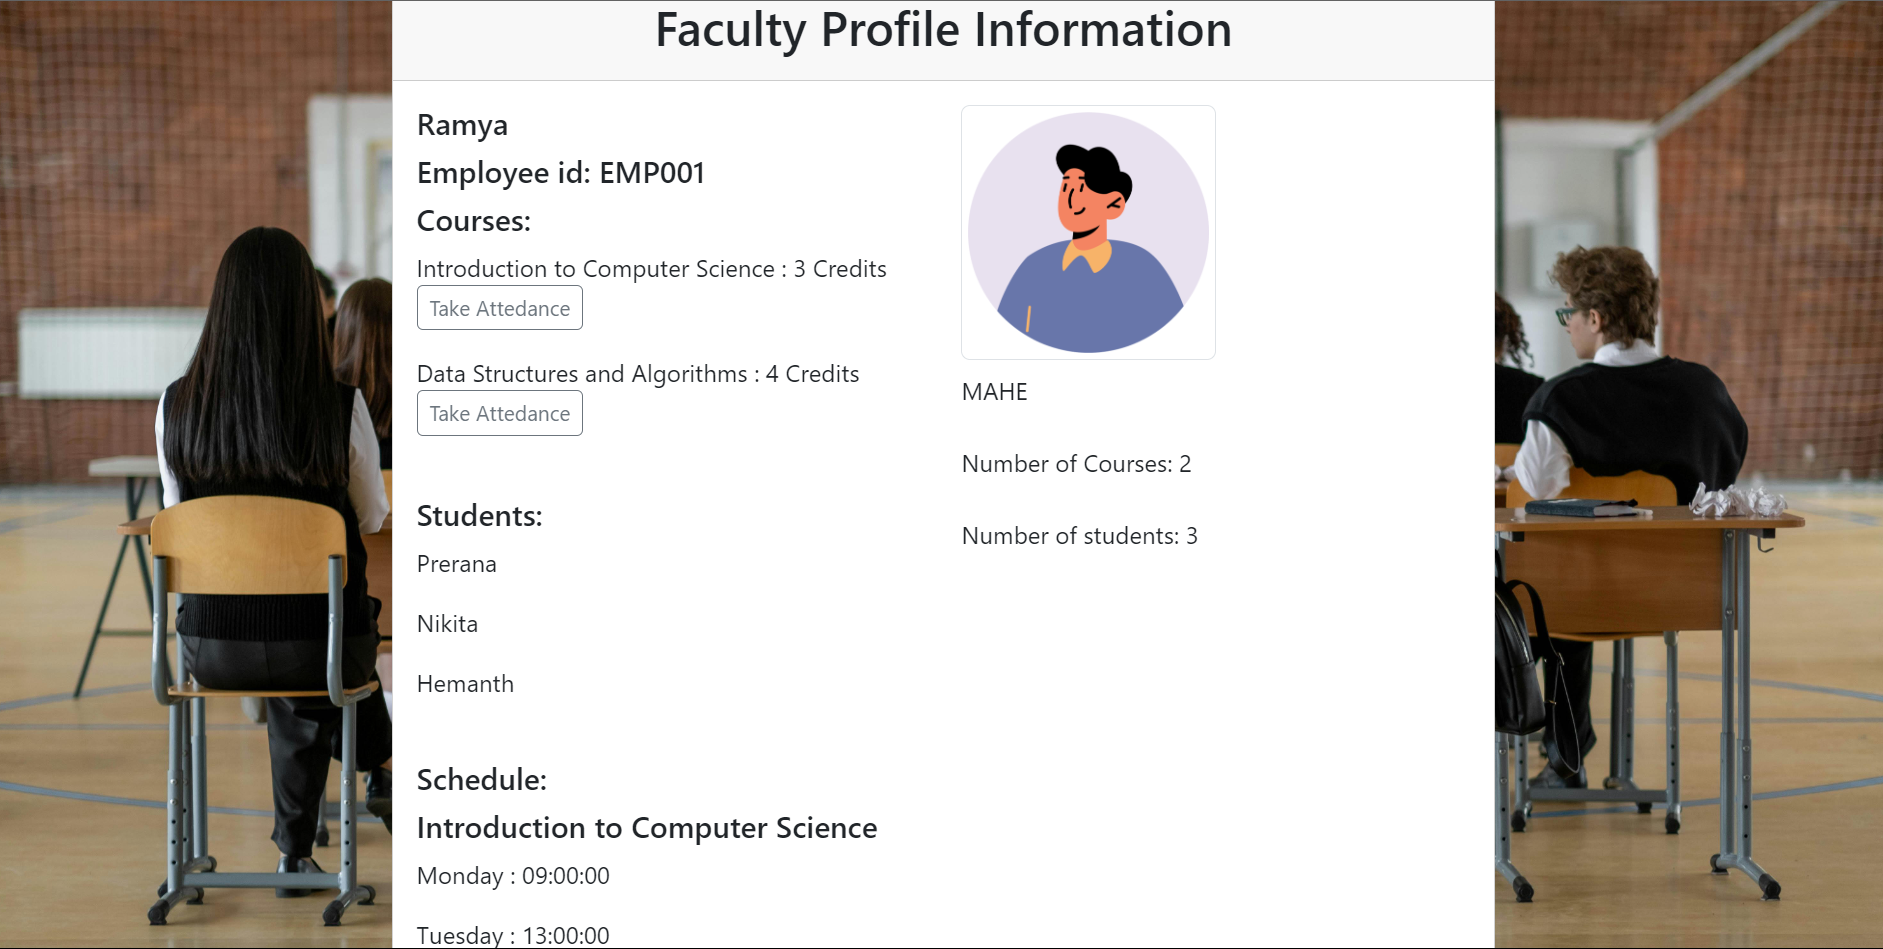 Faculty Profile Information
Ramya
Employee id: EMP001
Courses:
Introduction to Computer Science : 3 Credits
Take Attedance
Data Structures and Algorithms : 4 Credits
Take Attedance
Students:
Prerana
Nikita
Hemanth
Schedule:
Introduction to Computer Science
Monday : 09:00:00
Tuesday : 13:00:00
MAHE
Number of Courses: 2
Number of students: 3